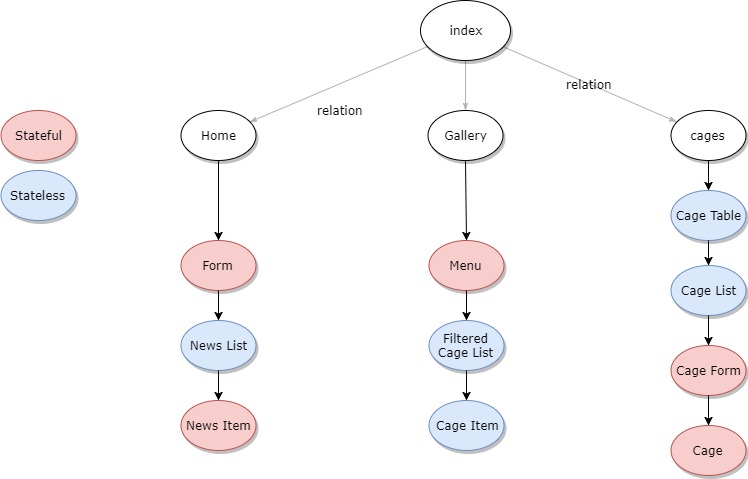 index
relation
relation
Stateful
Home
Gallery
cages
Stateless
Cage Table
Form
Menu
Cage List
News List
Filtered
Cage List
Cage Form
News Item
Cage Item
Cage